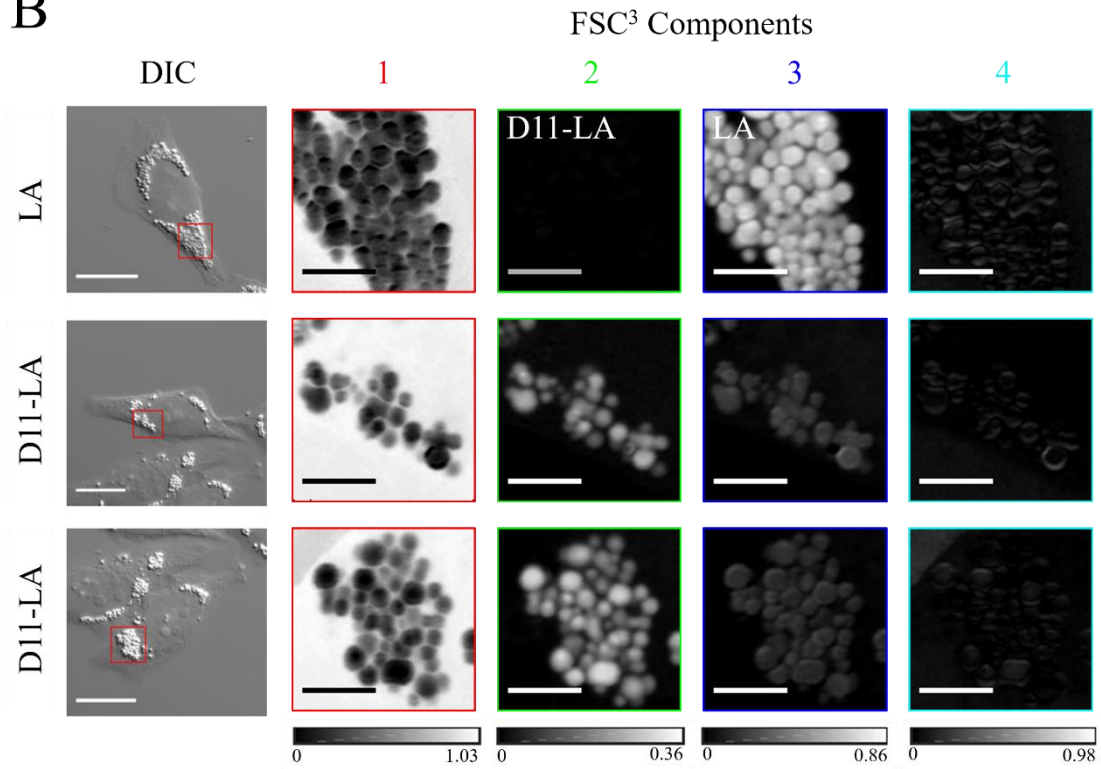 B
FSC³ Components
DIC 1 2 3 4
LA D11-LA LA
D11-LA
D11-LA
0 1.03 0 0.36 0 0.86 0 0.98